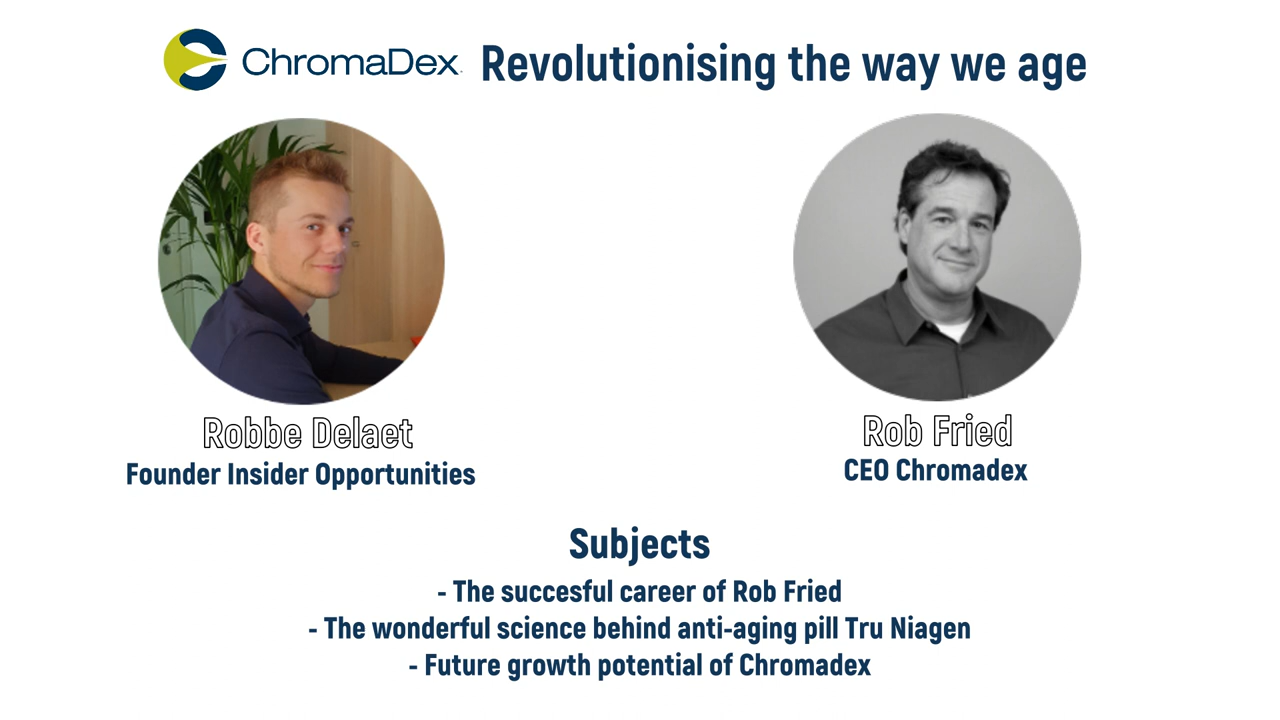 ChromaDex Revolutionising the way we age
Robbe Delaet
Founder Insider Opportunities
Rob Fried
CEO Chromadex
Subjects
- The succesful career of Rob Fried
- The wonderful science behind anti-aging pill Tru Niagen
- Future growth potential of Chromadex